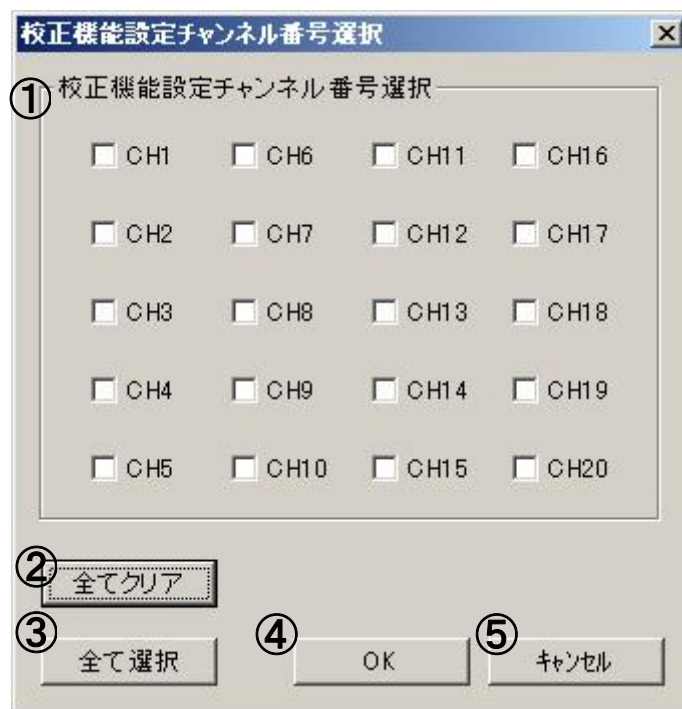 校正機能設定チャンネル番号選択
① 校正機能設定チャンネル番号選択
CH1 CH6 CH11 CH16
CH2 CH7 CH12 CH17
CH3 CH8 CH13 CH18
CH4 CH9 CH14 CH19
CH5 CH10 CH15 CH20
② 全てクリア
③ 全て選択 ④ OK ⑤ キャンセル